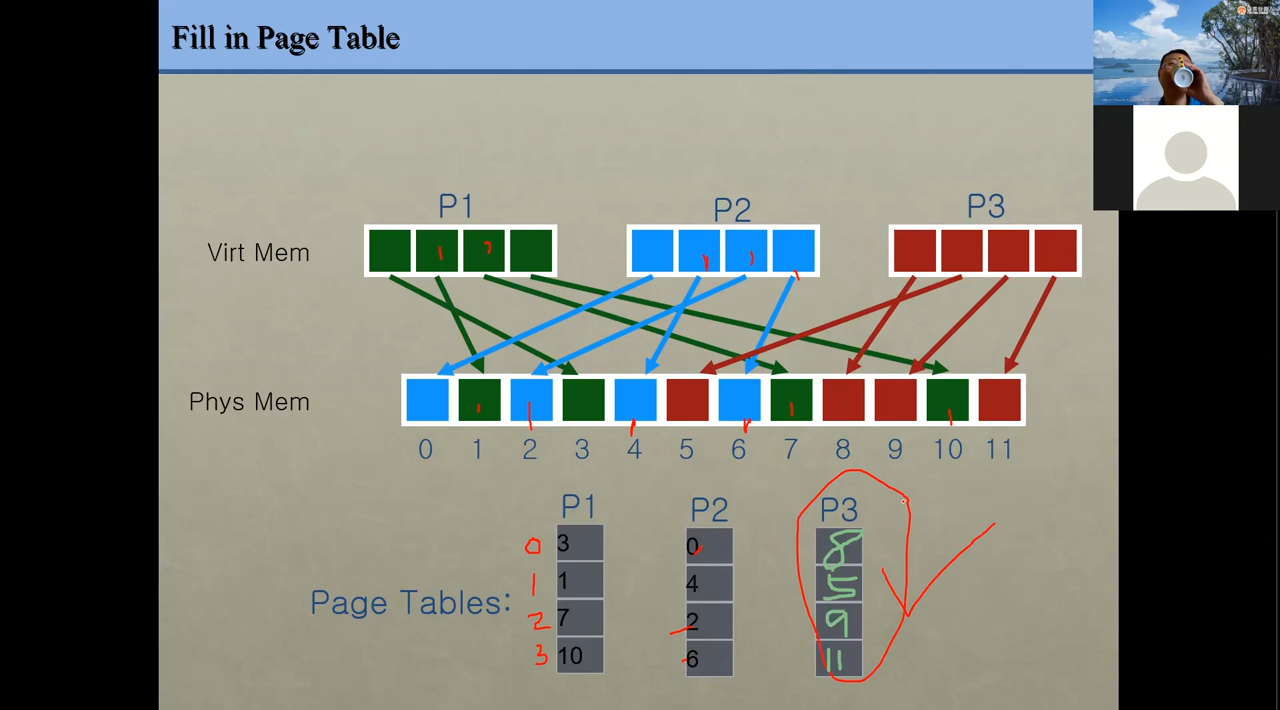 Fill in Page Table
P1 P2 P3
Virt Mem
Phys Mem
0 1 2 3 4 5 6 7 8 9 10 11
P1 P2 P3
0 3 0 8
1 1 4 5
Page Tables:
2 7 2 9
3 10 6 11